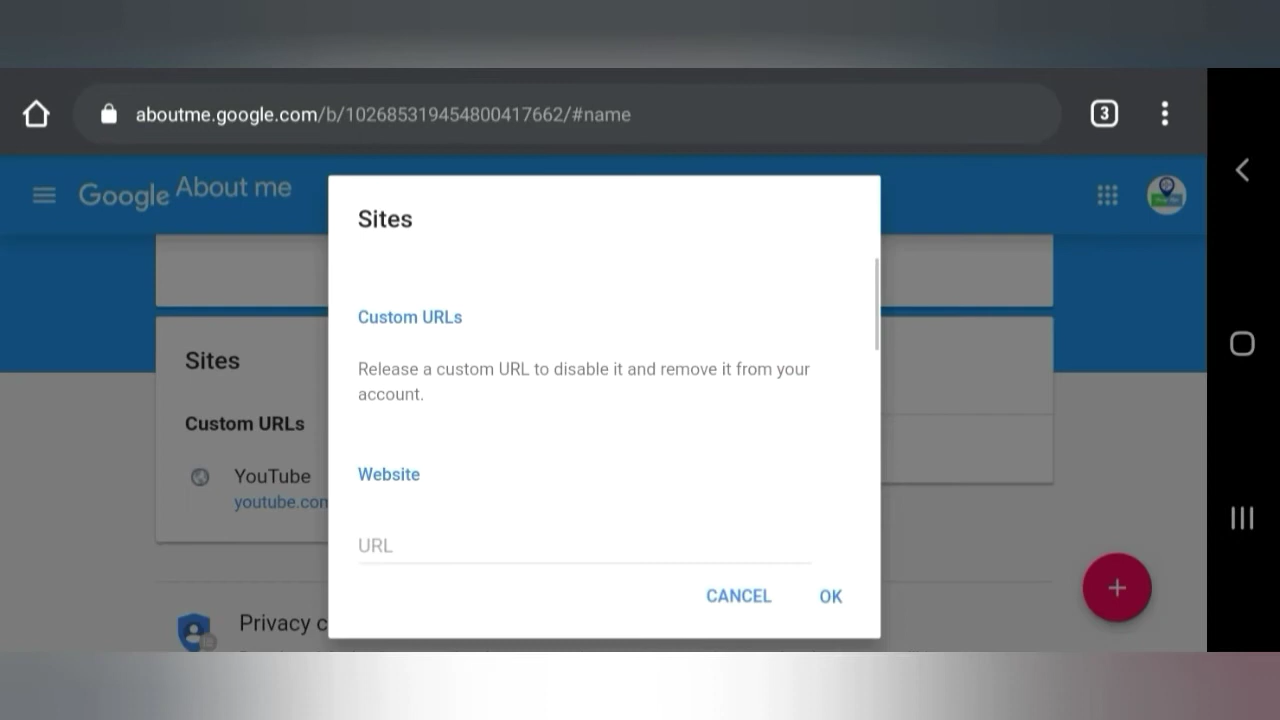 aboutme.google.com/b/102685319454800417662/#name
3
Google About me
Sites
Custom URLs
Release a custom URL to disable it and remove it from your
account.
Website
URL
CANCEL
OK
Sites
Custom URLs
YouTube
youtube.com
Privacy c